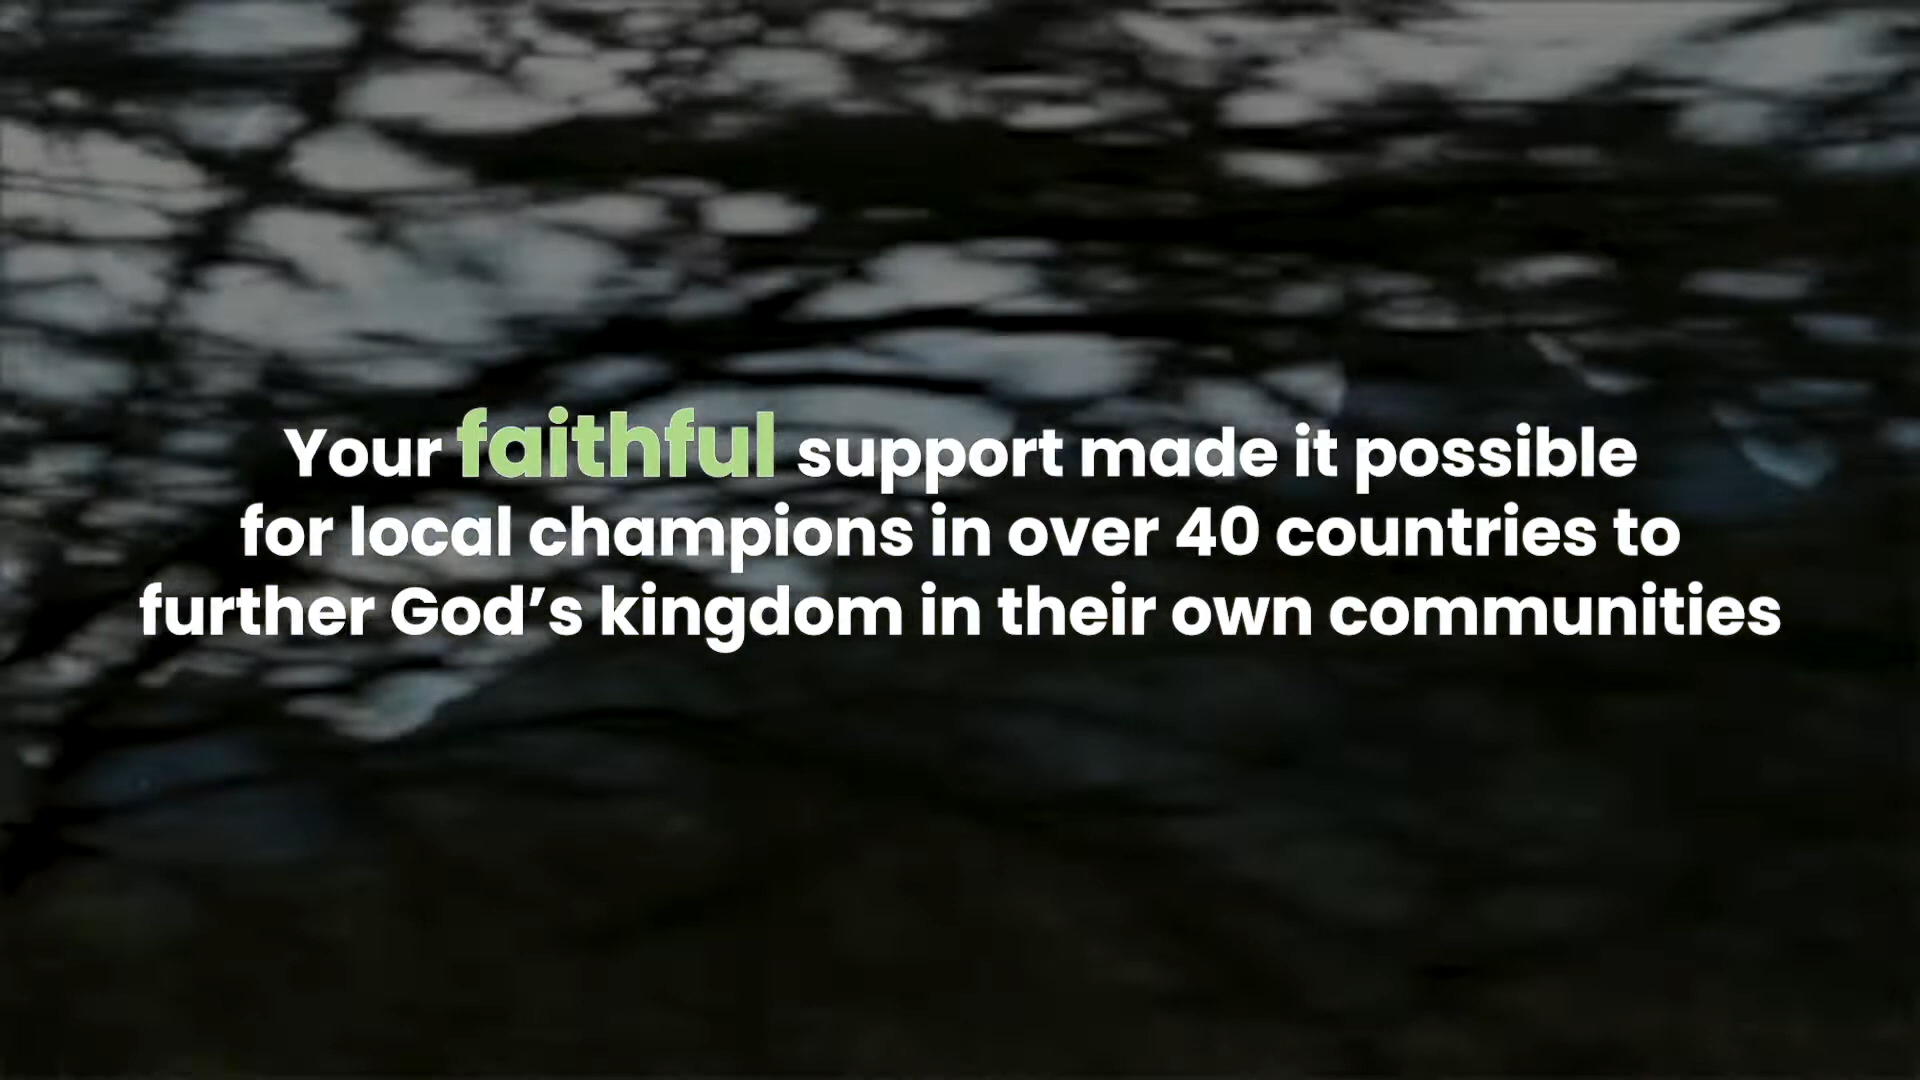 Your faithful support made it possible
for local champions in over 40 countries to
further God’s kingdom in their own communities